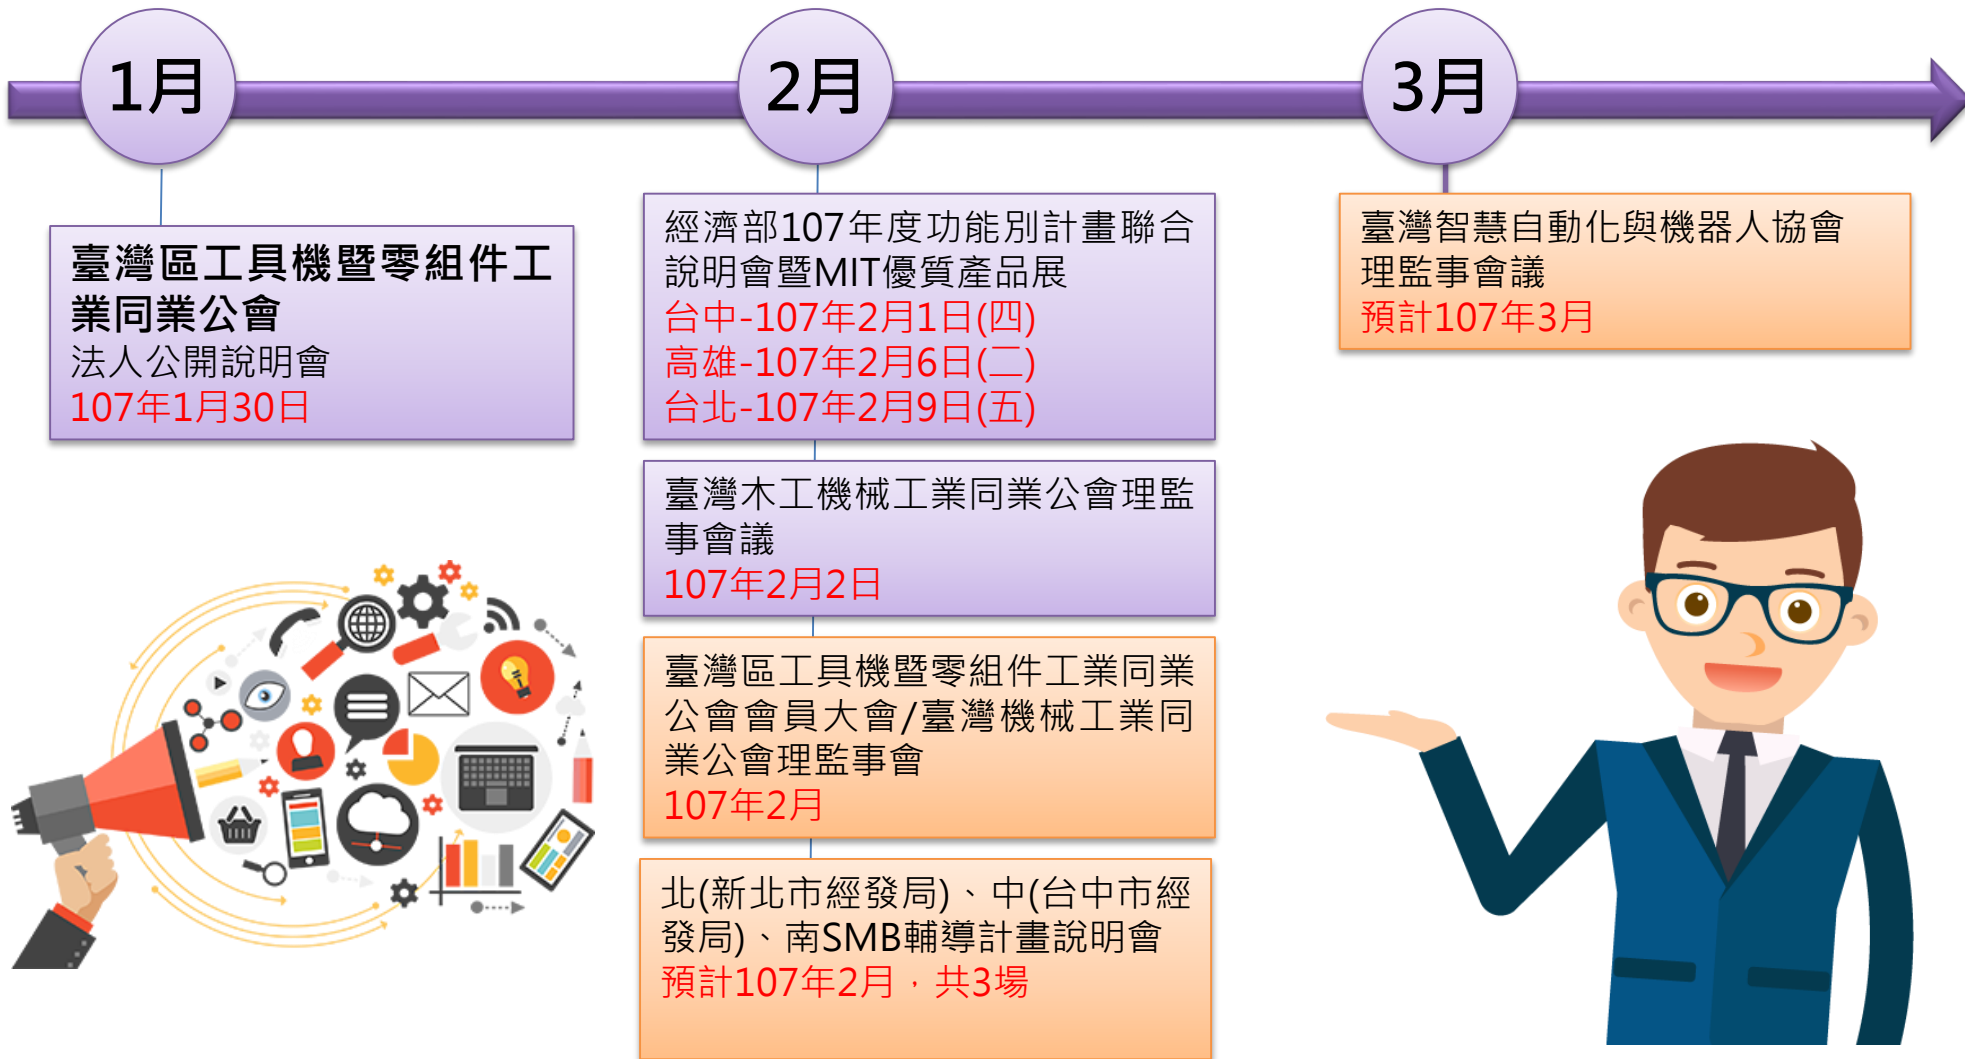 1月
2月
3月
臺灣區工具機暨零組件工
業同業公會
法人公開說明會
107年1月30日
經濟部107年度功能別計畫聯合
說明會暨MIT優質產品展
台中-107年2月1日(四)
高雄-107年2月6日(二)
台北-107年2月9日(五)
臺灣木工機械工業同業公會理監
事會議
107年2月2日
臺灣區工具機暨零組件工業同業
公會會員大會/臺灣機械工業同
業公會理監事會
107年2月
北(新北市經發局)、中(台中市經
發局)、南SMB輔導計畫說明會
預計107年2月，共3場
臺灣智慧自動化與機器人協會
理監事會議
預計107年3月